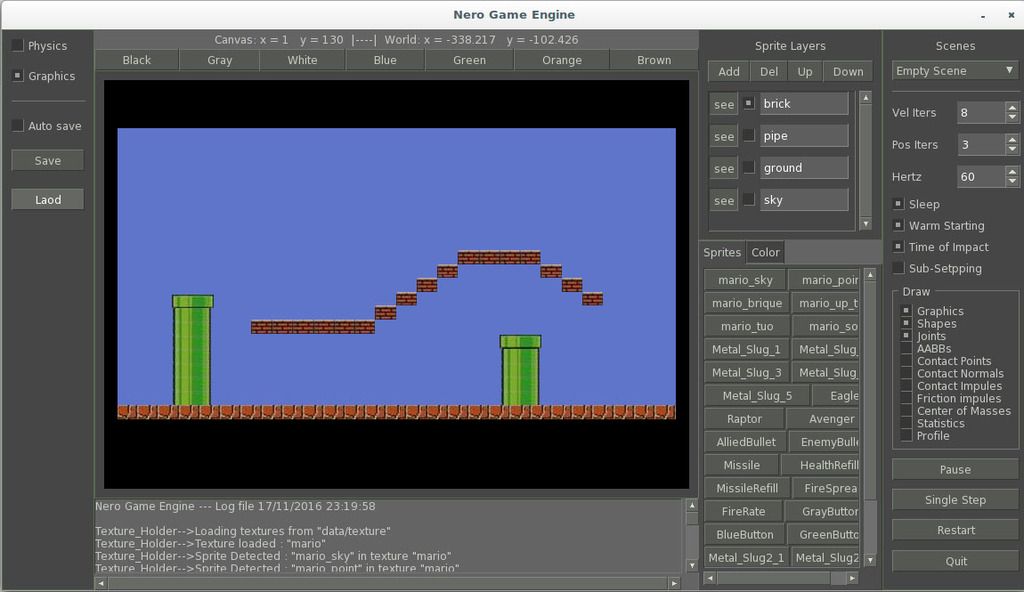 Nero Game Engine
Physics
Graphics
Auto save
Save
Laod
Canvas: x = 1 y = 130 |----| World: x = -338.217 y = -102.426
Black Gray White Blue Green Orange Brown
Nero Game Engine --- Log file 17/11/2016 23:19:58
Texture_Holder-->Loading textures from "data/texture"
Texture_Holder-->Texture loaded : "mario"
Texture_Holder-->Sprite Detected : "mario_sky" in texture "mario"
Texture_Holder-->Sprite Detected : "mario_point" in texture "mario"
Sprite Layers
Add Del Up Down
see brick
see pipe
see ground
see sky
Sprites Color
mario_sky mario_poin
mario_brique mario_up_t
mario_tuo mario_so
Metal_Slug_1 Metal_Slug_
Metal_Slug_3 Metal_Slug_
Metal_Slug_5 Eagle
Raptor Avenger
AlliedBullet EnemyBulle
Missile HealthRefill
MissileRefill FireSprea
FireRate GrayButton
BlueButton GreenButto
Metal_Slug2_1 Metal_Slug2
Scenes
Empty Scene
Vel Iters 8
Pos Iters 3
Hertz 60
Sleep
Warm Starting
Time of Impact
Sub-Setpping
Draw
Graphics
Shapes
Joints
AABBs
Contact Points
Contact Normals
Contact Impules
Friction impules
Center of Masses
Statistics
Profile
Pause
Single Step
Restart
Quit